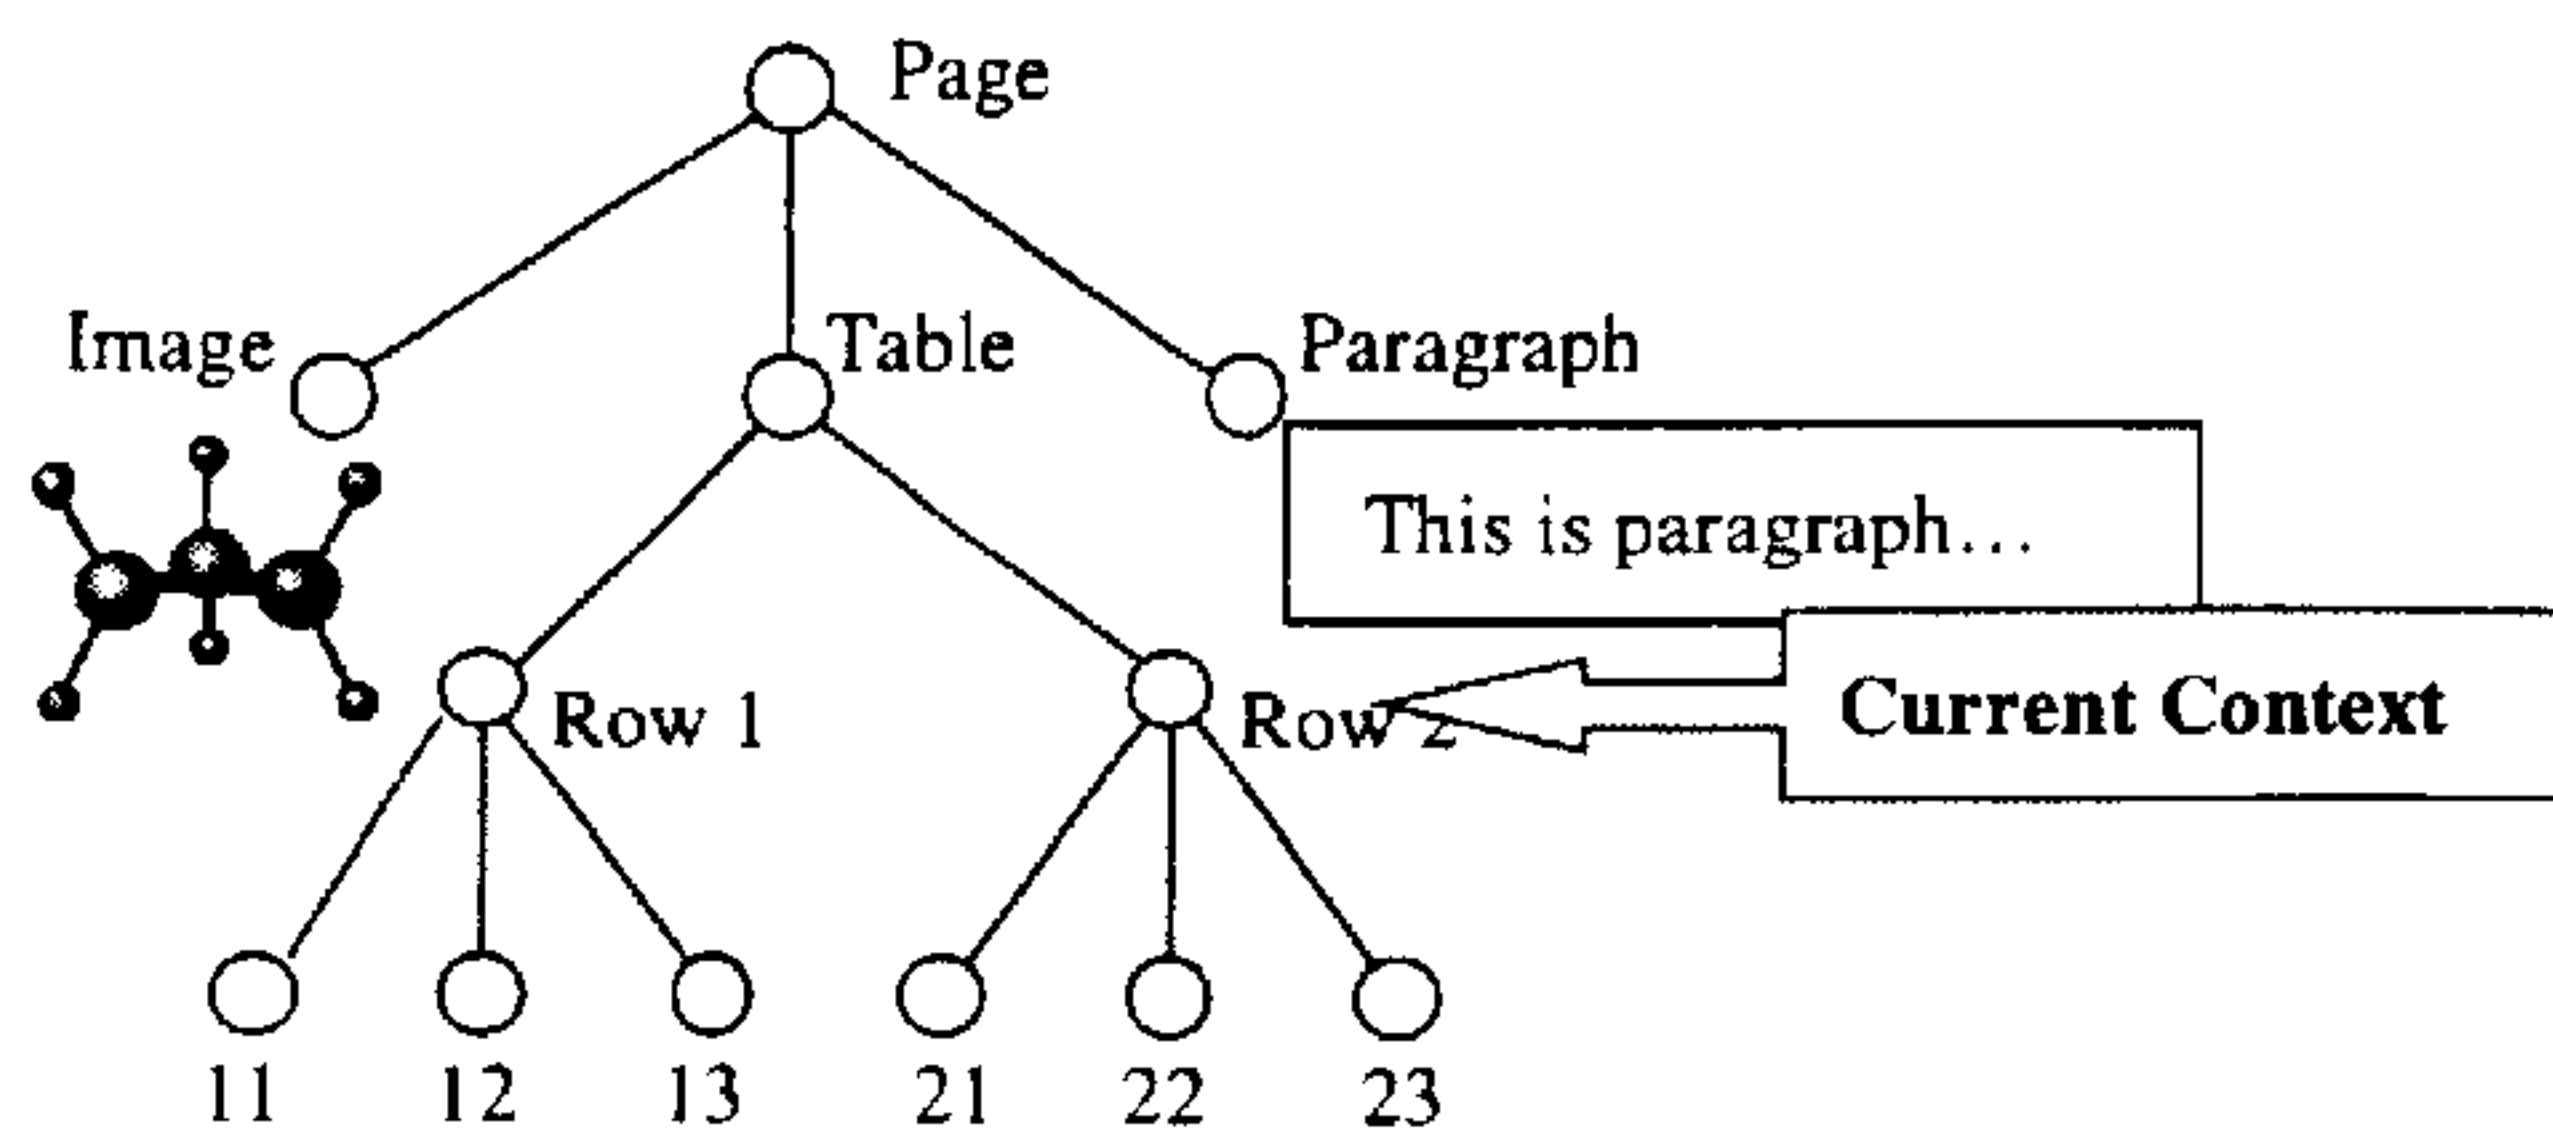 Page
Image
Table
Paragraph
This is paragraph...
Row 1
Row 2
Current Context
11
12
13
21
22
23